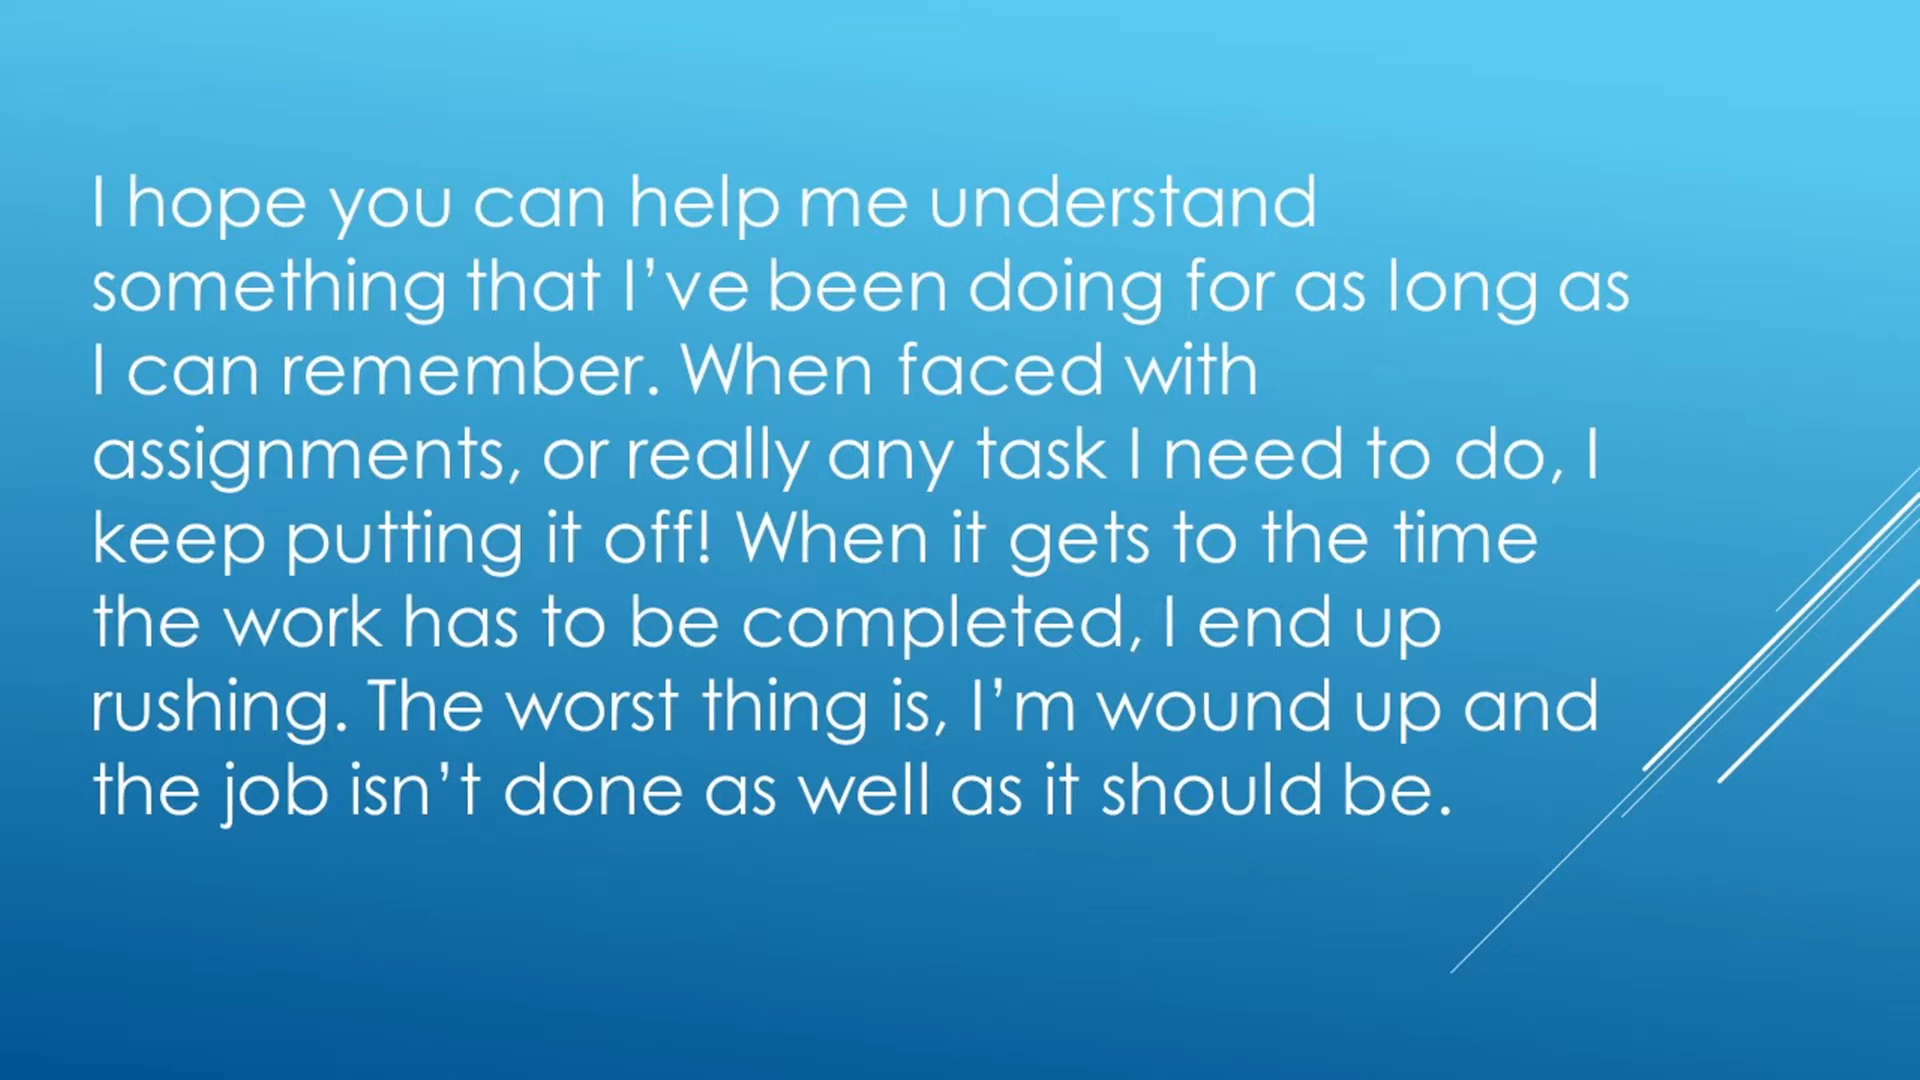 I hope you can help me understand
something that I’ve been doing for as long as
I can remember. When faced with
assignments, or really any task I need to do, I
keep putting it off! When it gets to the time
the work has to be completed, I end up
rushing. The worst thing is, I’m wound up and
the job isn’t done as well as it should be.